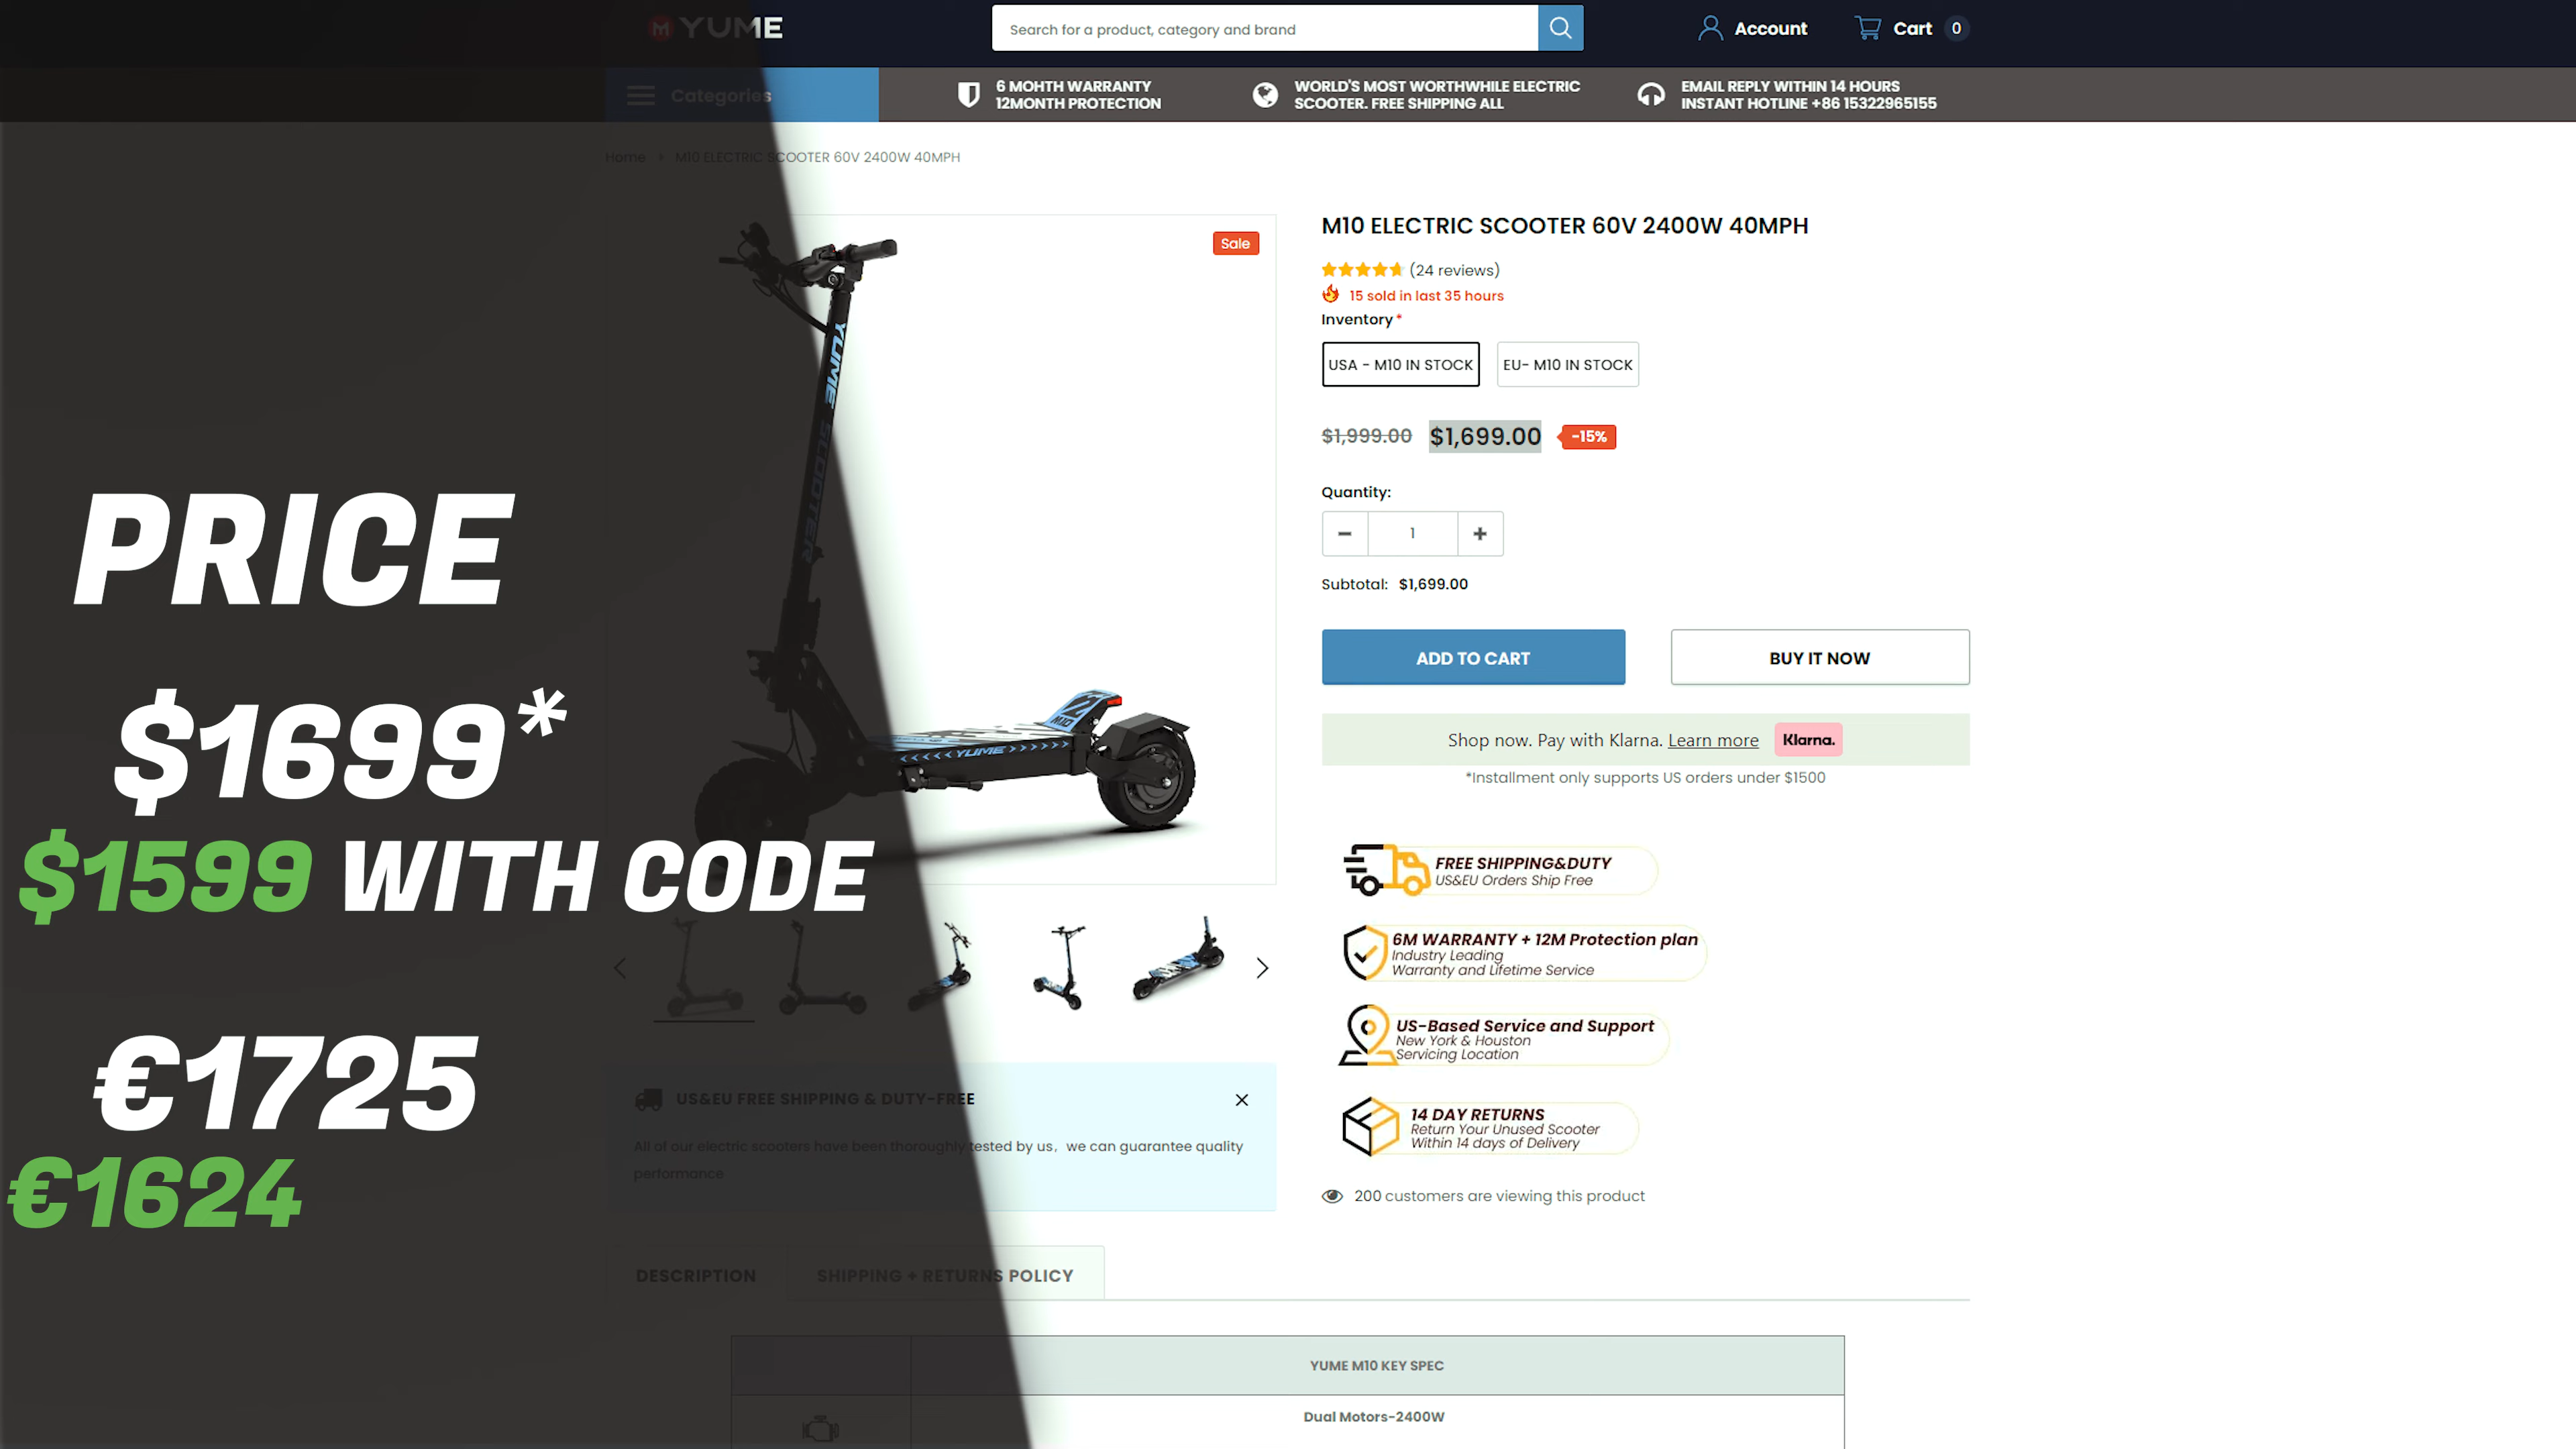 YUME
Search for a product, category and brand
Account
Cart 0
Categories
6 MOHTH WARRANTY
12MONTH PROTECTION
WORLD'S MOST WORTHWHILE ELECTRIC
SCOOTER. FREE SHIPPING ALL
EMAIL REPLY WITHIN 14 HOURS
INSTANT HOTLINE +86 15322965155
Home
M10 ELECTRIC SCOOTER 60V 2400W 40MPH
Sale
YUME SCOOTER
M10
YUME
M10 ELECTRIC SCOOTER 60V 2400W 40MPH
(24 reviews)
15 sold in last 35 hours
Inventory *
USA - M10 IN STOCK
EU- M10 IN STOCK
$1,999.00 $1,699.00 -15%
Quantity:
− 1 +
Subtotal: $1,699.00
ADD TO CART
BUY IT NOW
Shop now. Pay with Klarna. Learn more Klarna.
*Installment only supports US orders under $1500
FREE SHIPPING&DUTY
US&EU Orders Ship Free
6M WARRANTY + 12M Protection plan
Industry Leading
Warranty and Lifetime Service
US-Based Service and Support
New York & Houston
Servicing Location
14 DAY RETURNS
Return Your Unused Scooter
Within 14 days of Delivery
200 customers are viewing this product
PRICE
$1699*
$1599 WITH CODE
€1725
€1624
US&EU FREE SHIPPING & DUTY-FREE
All of our electric scooters have been thoroughly tested by us, we can guarantee quality
performance
DESCRIPTION
SHIPPING + RETURNS POLICY
YUME M10 KEY SPEC
Dual Motors-2400W